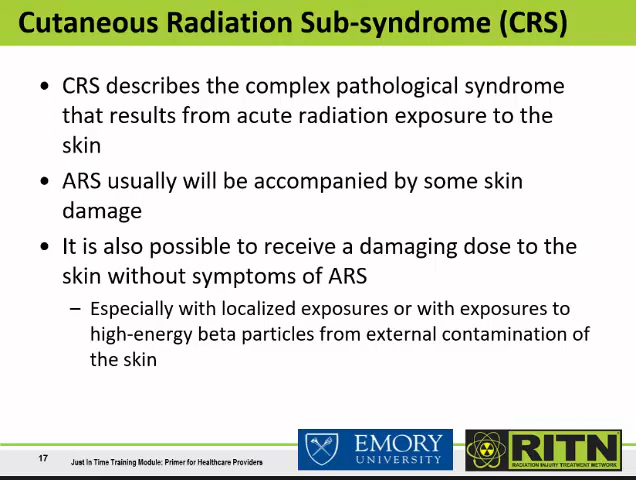 Cutaneous Radiation Sub-syndrome (CRS)
• CRS describes the complex pathological syndrome
that results from acute radiation exposure to the
skin
• ARS usually will be accompanied by some skin
damage
• It is also possible to receive a damaging dose to the
skin without symptoms of ARS
– Especially with localized exposures or with exposures to
high-energy beta particles from external contamination of
the skin
17
Just In Time Training Module: Primer for Healthcare Providers
EMORY
UNIVERSITY
RITN
RADIATION INJURY TREATMENT NETWORK